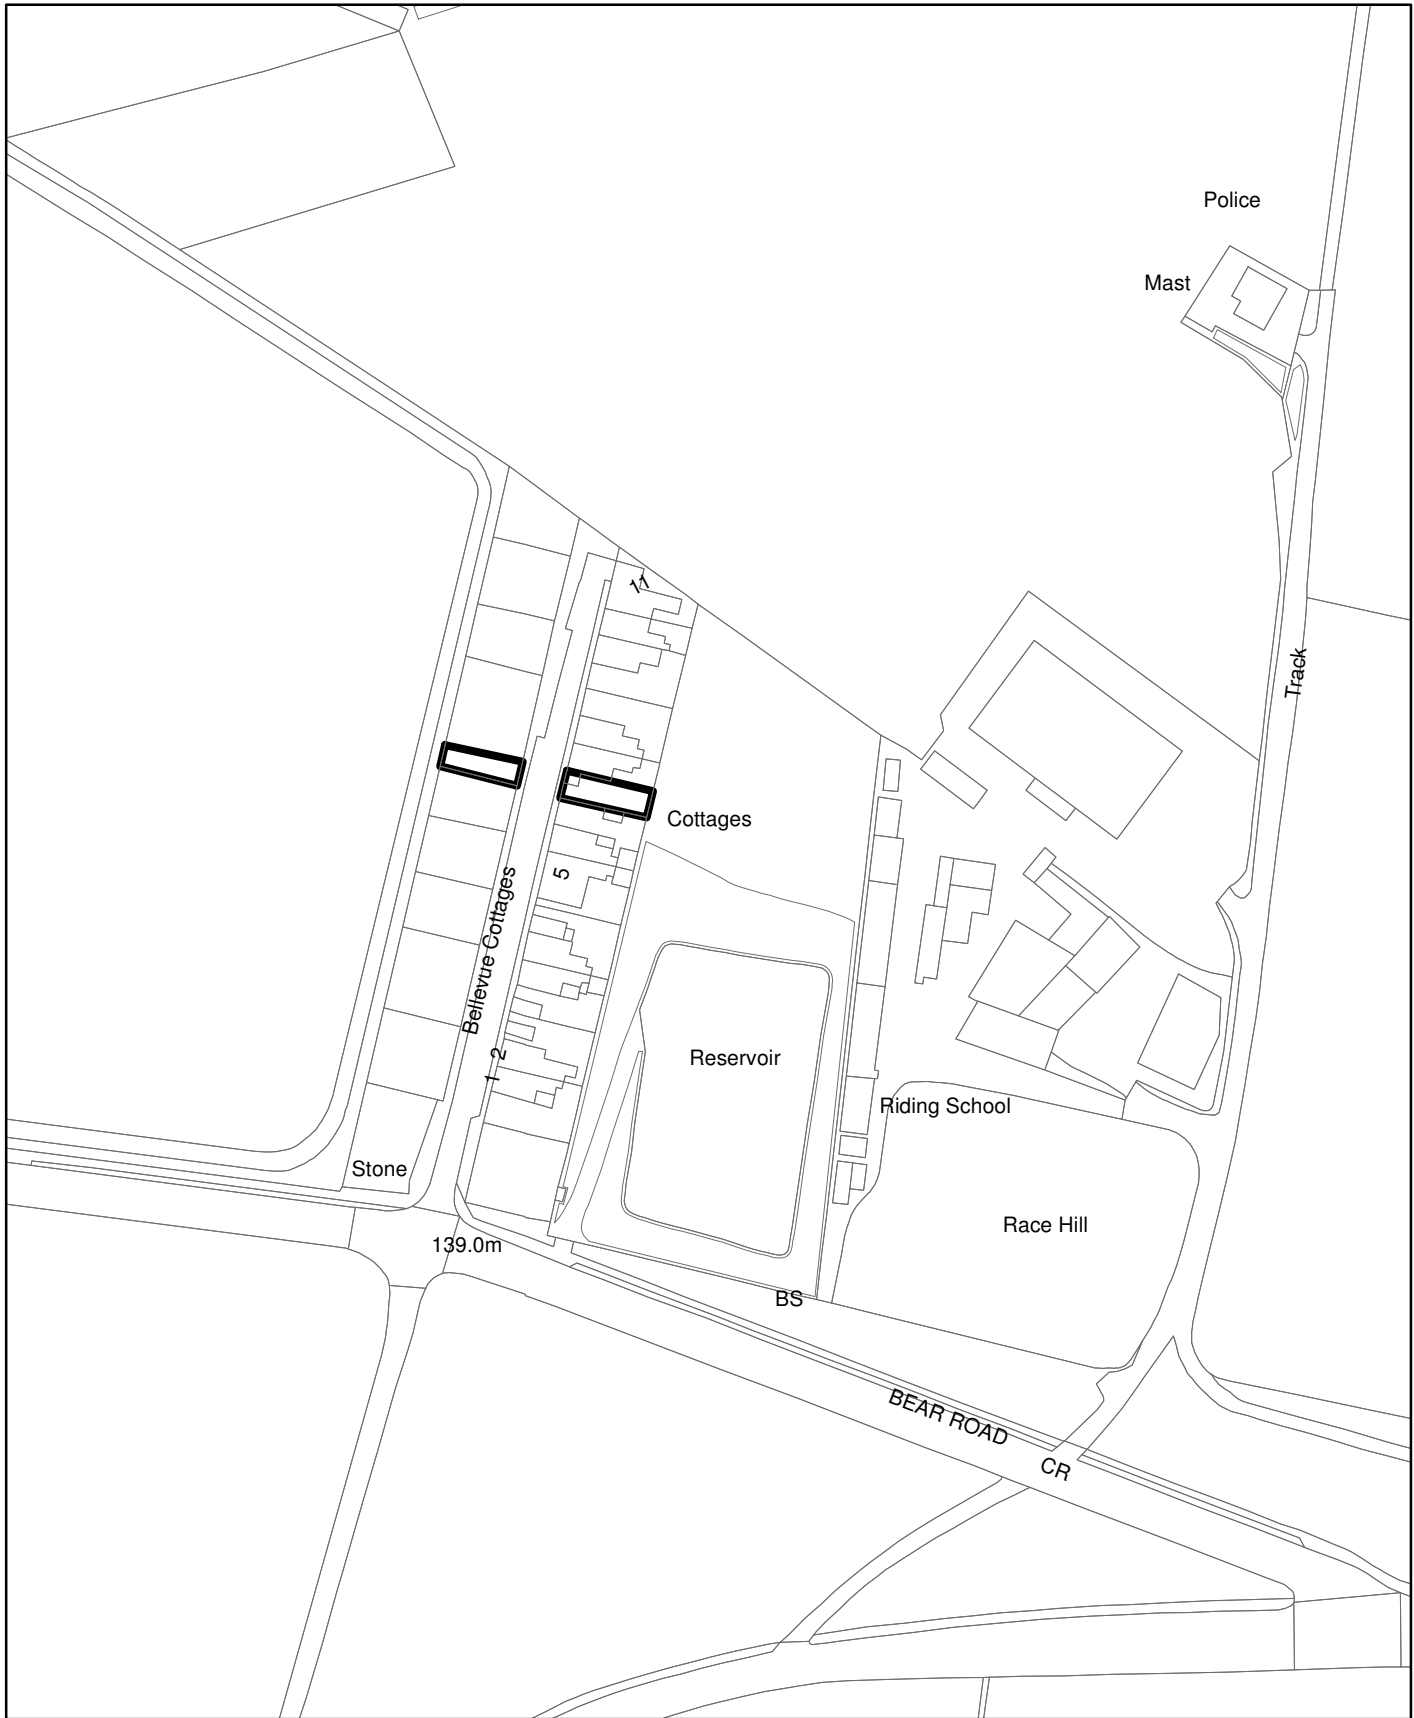 Police
Mast
11
Track
Cottages
5
Bellevue Cottages
2
1
Reservoir
Riding School
Stone
Race Hill
139.0m
BS
BEAR ROAD
CR